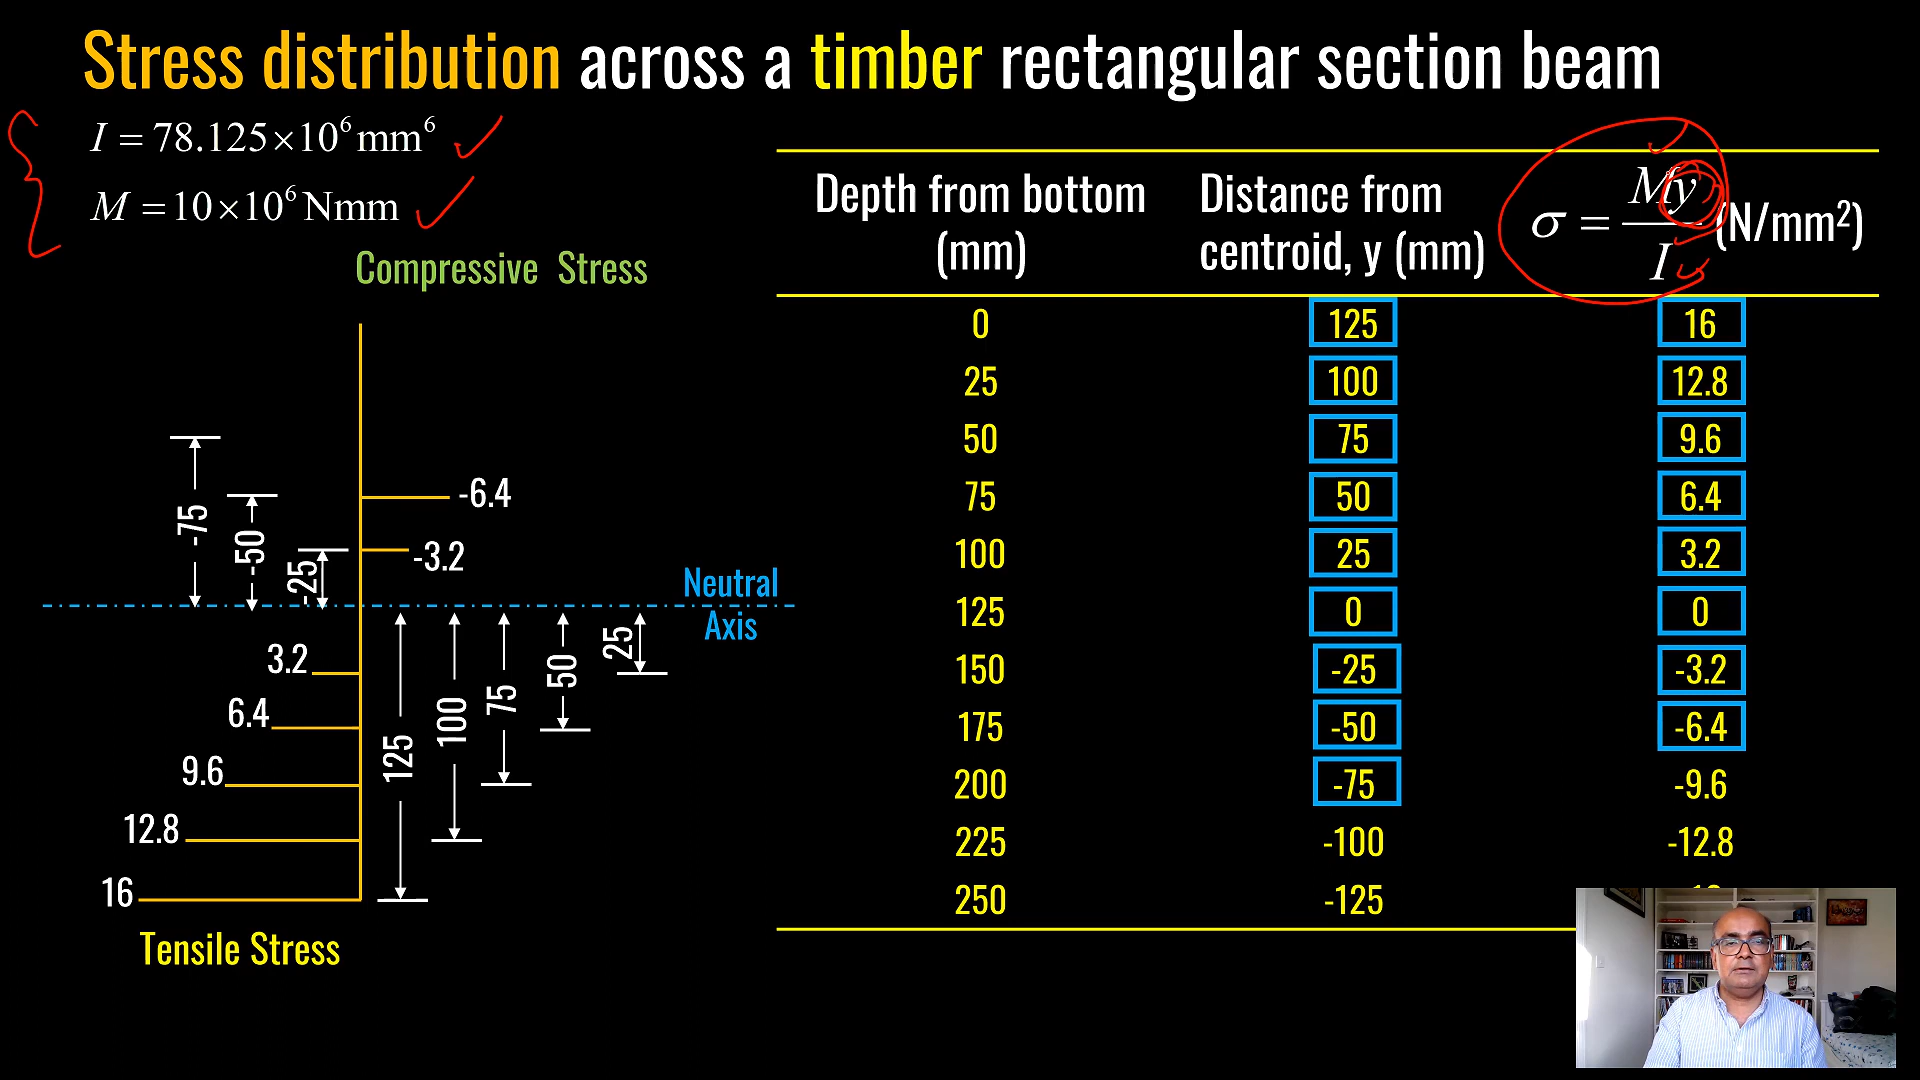 Stress distribution across a timber rectangular section beam
I = 78.125×10⁶ mm⁶
M = 10×10⁶ Nmm
Compressive Stress
-75
-50
-25
-6.4
-3.2
Neutral
Axis
3.2
6.4
9.6
12.8
16
125
100
75
50
25
Tensile Stress
Depth from bottom (mm) Distance from centroid, y (mm) σ = My/I (N/mm²)
0 125 16
25 100 12.8
50 75 9.6
75 50 6.4
100 25 3.2
125 0 0
150 -25 -3.2
175 -50 -6.4
200 -75 -9.6
225 -100 -12.8
250 -125